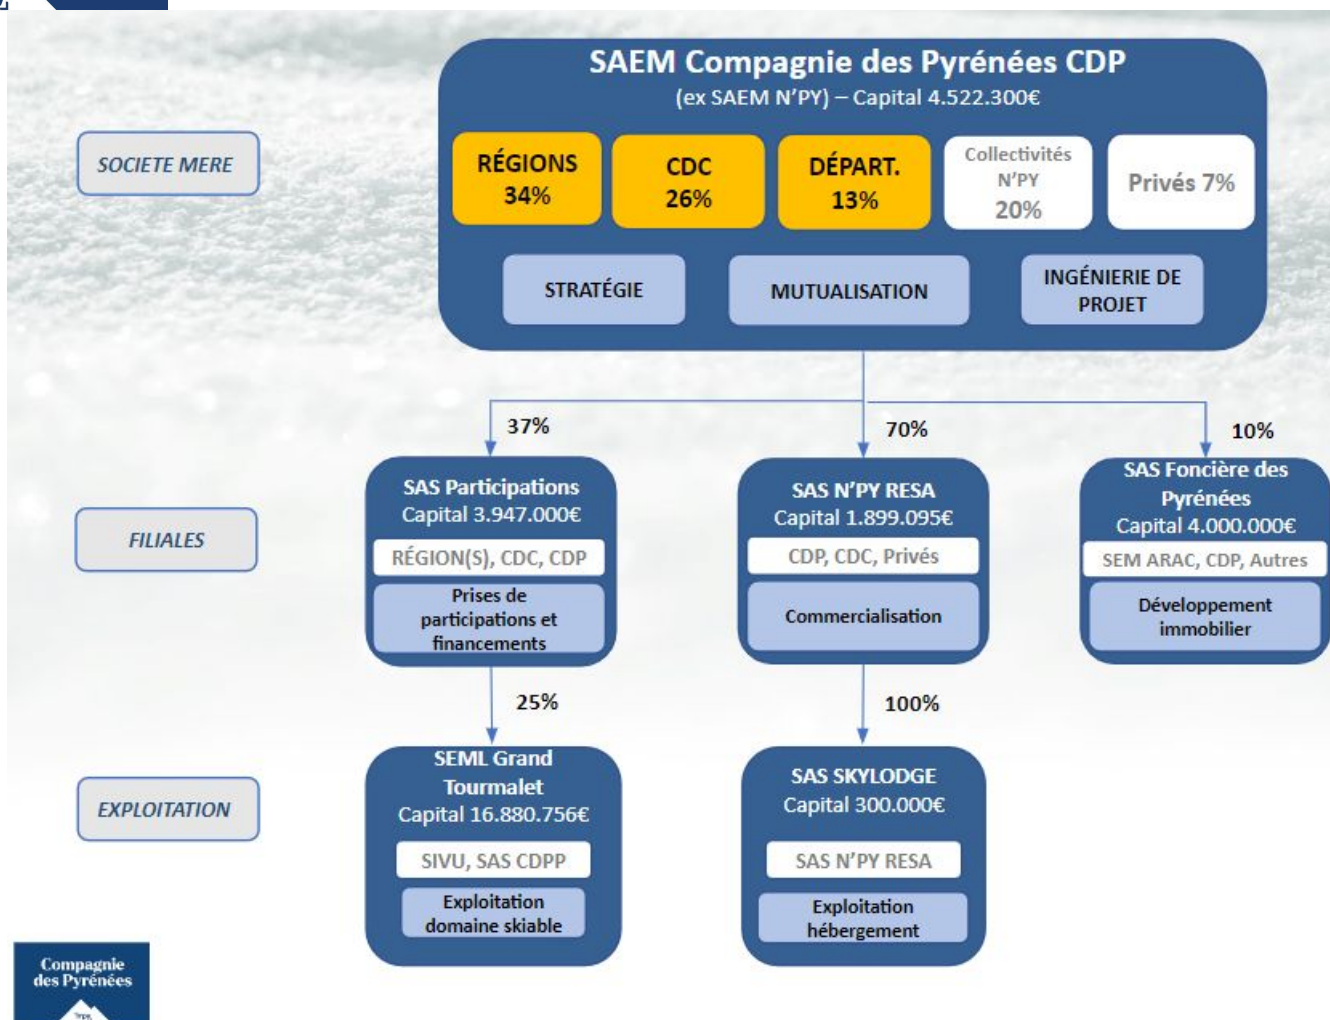 SAEM Compagnie des Pyrénées CDP
(ex SAEM N'PY) – Capital 4.522.300€
SOCIETE MERE
RÉGIONS
34%
CDC
26%
DÉPART.
13%
Collectivités
N'PY
20%
Privés 7%
STRATÉGIE
MUTUALISATION
INGÉNIERIE DE
PROJET
37%
70%
10%
FILIALES
SAS Participations
Capital 3.947.000€
RÉGION(S), CDC, CDP
Prises de
participations et
financements
SAS N'PY RESA
Capital 1.899.095€
CDP, CDC, Privés
Commercialisation
SAS Foncière des
Pyrénées
Capital 4.000.000€
SEM ARAC, CDP, Autres
Développement
immobilier
25%
100%
EXPLOITATION
SEML Grand
Tourmalet
Capital 16.880.756€
SIVU, SAS CDPP
Exploitation
domaine skiable
SAS SKYLODGE
Capital 300.000€
SAS N'PY RESA
Exploitation
hébergement
Compagnie
des Pyrénées